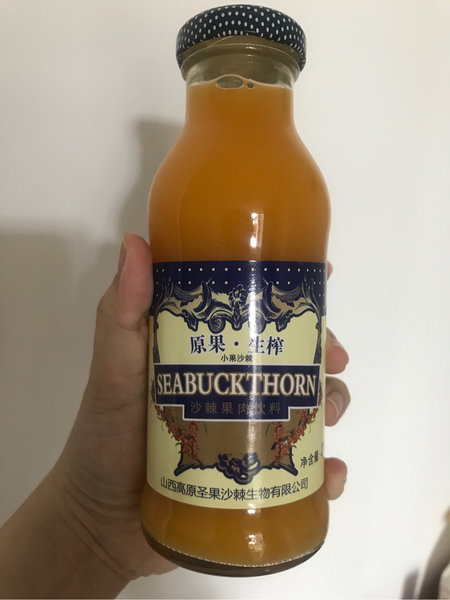 原果·生榨
小果沙棘
SEABUCKTHORN
沙棘果肉饮料
净含量
山西高原圣果沙棘生物有限公司